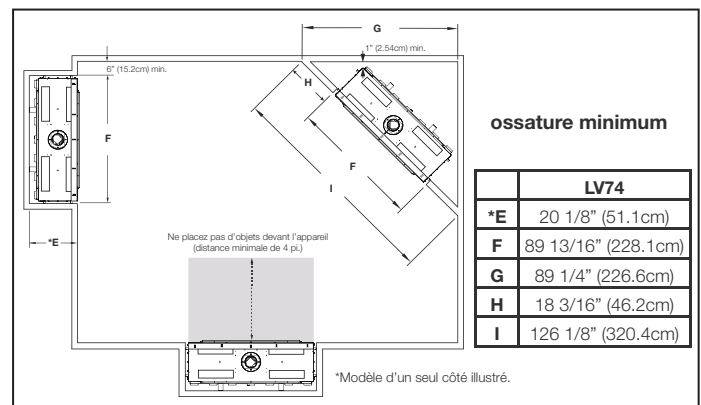 G
1" (2.54cm) min.
6" (15.2cm) min.
H
F
F
I
ossature minimum
LV74
*E 20 1/8” (51.1cm)
F 89 13/16” (228.1cm)
G 89 1/4” (226.6cm)
H 18 3/16” (46.2cm)
I 126 1/8” (320.4cm)
*E
Ne placez pas d'objets devant l'appareil
(distance minimale de 4 pi.)
*Modèle d'un seul côté illustré.